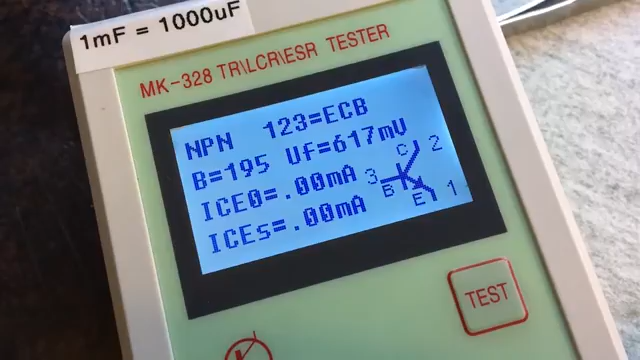 1mF = 1000uF
MK-328 TR\LCR\ESR TESTER
NPN 123=ECB
B=195 Uf=617mV
ICE0=.00mA
ICEs=.00mA
C 2
3 B
E 1
TEST